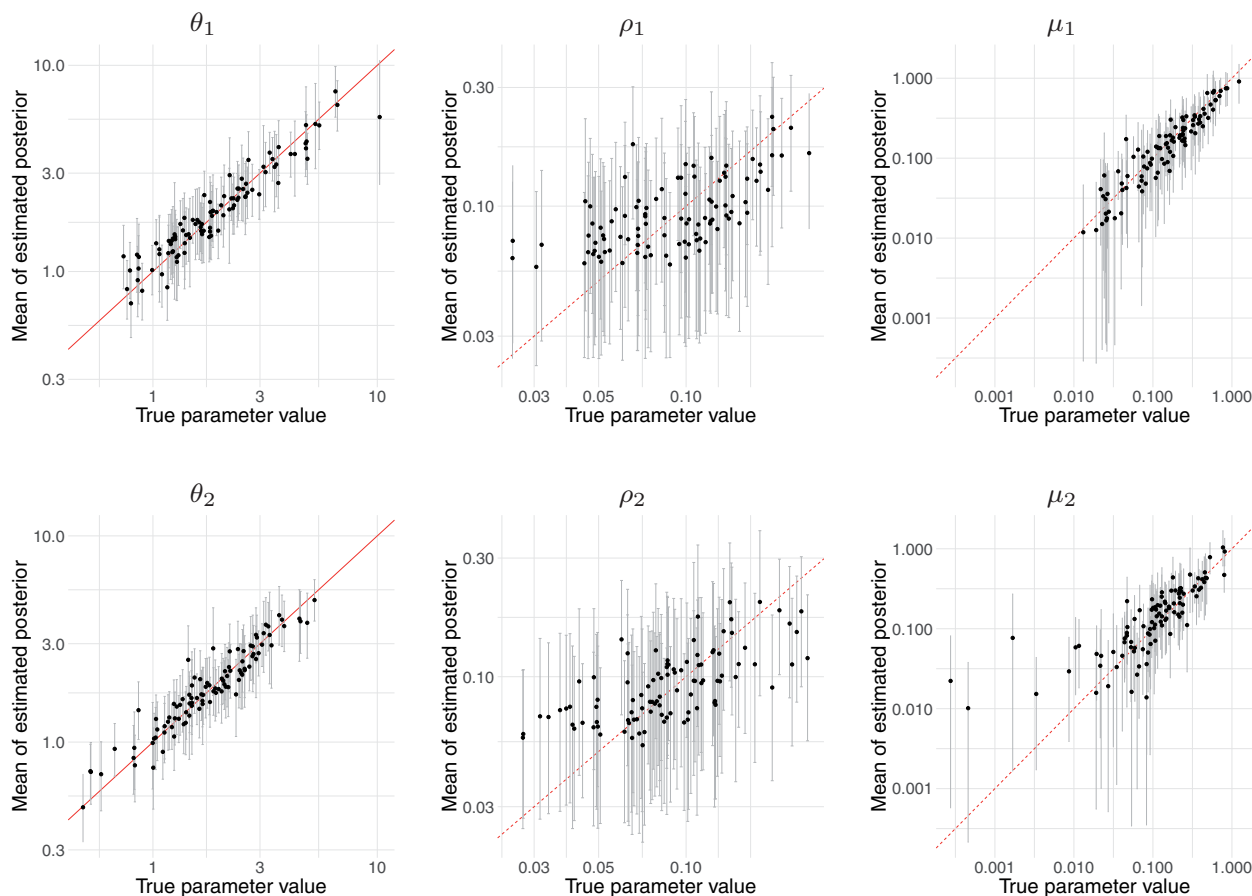 θ1
ρ1
μ1
Mean of estimated posterior
10.0
3.0
1.0
0.3
1
3
10
True parameter value
Mean of estimated posterior
0.30
0.10
0.03
0.03
0.05
0.10
True parameter value
Mean of estimated posterior
1.000
0.100
0.010
0.001
0.001
0.010
0.100
1.000
True parameter value
θ2
ρ2
μ2
Mean of estimated posterior
10.0
3.0
1.0
0.3
1
3
10
True parameter value
Mean of estimated posterior
0.30
0.10
0.03
0.03
0.05
0.10
True parameter value
Mean of estimated posterior
1.000
0.100
0.010
0.001
0.001
0.010
0.100
1.000
True parameter value